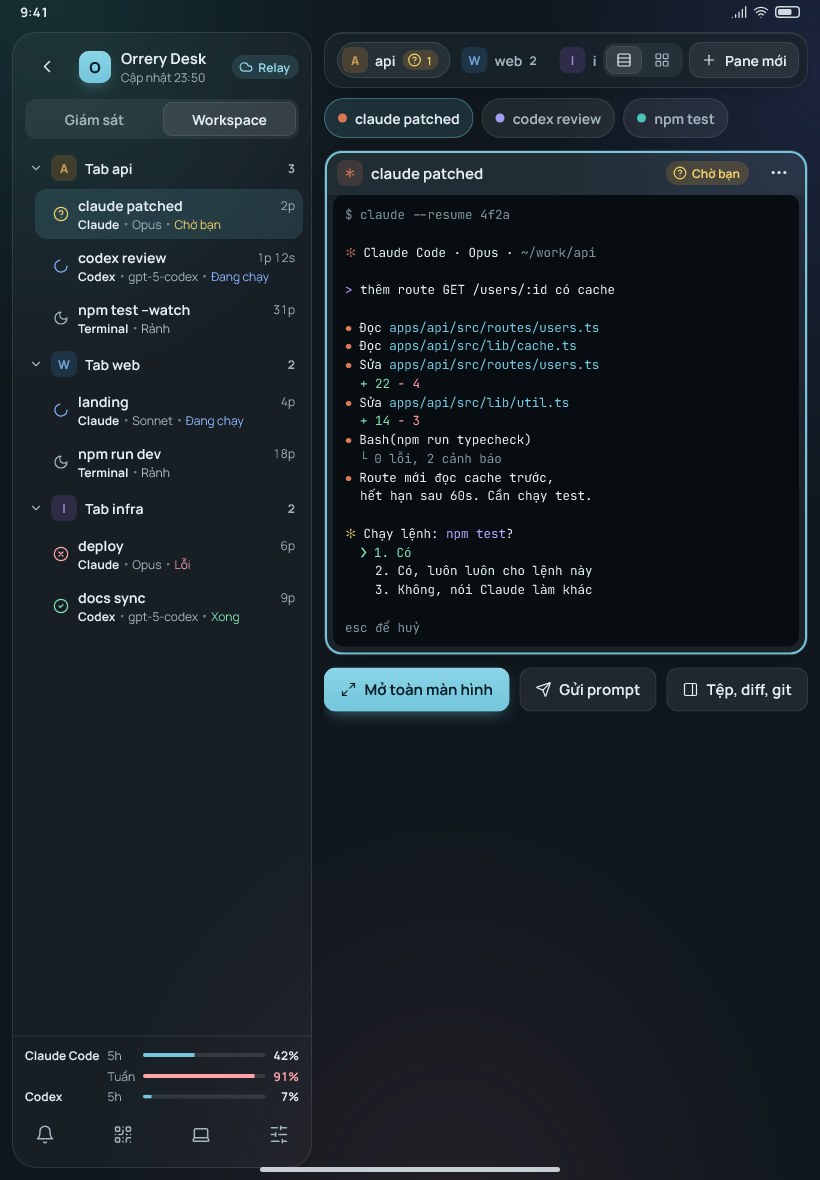 9:41
O
Orrery Desk
Cập nhật 23:50
Relay
Giám sát
Workspace
A Tab api 3
claude patched 2p
Claude • Opus • Chờ bạn
codex review 1p 12s
Codex • gpt-5-codex • Đang chạy
npm test –watch 31p
Terminal • Rảnh
W Tab web 2
landing 4p
Claude • Sonnet • Đang chạy
npm run dev 18p
Terminal • Rảnh
I Tab infra 2
deploy 6p
Claude • Opus • Lỗi
docs sync 9p
Codex • gpt-5-codex • Xong
Claude Code 5h 42%
Tuần 91%
Codex 5h 7%
A api 1 W web 2 I i + Pane mới
claude patched codex review npm test
claude patched Chờ bạn
$ claude --resume 4f2a
Claude Code · Opus · ~/work/api
> thêm route GET /users/:id có cache
Đọc apps/api/src/routes/users.ts
Đọc apps/api/src/lib/cache.ts
Sửa apps/api/src/routes/users.ts
+ 22 - 4
Sửa apps/api/src/lib/util.ts
+ 14 - 3
Bash(npm run typecheck)
└ 0 lỗi, 2 cảnh báo
Route mới đọc cache trước,
hết hạn sau 60s. Cần chạy test.
Chạy lệnh: npm test?
❯ 1. Có
2. Có, luôn luôn cho lệnh này
3. Không, nói Claude làm khác
esc để huỷ
Mở toàn màn hình
Gửi prompt
Tệp, diff, git